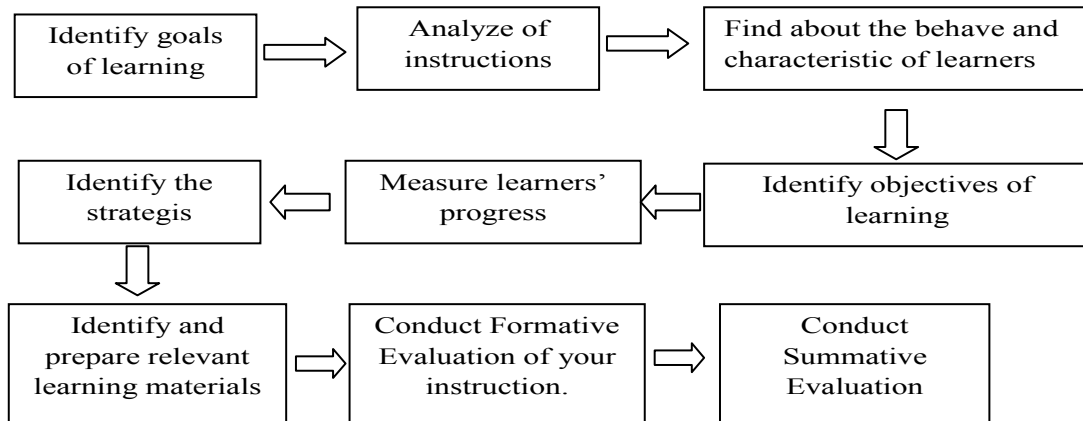 Identify goals
of learning
Analyze of
instructions
Find about the behave and
characteristic of learners
Identify objectives of
learning
Measure learners’
progress
Identify the
strategis
Identify and
prepare relevant
learning materials
Conduct Formative
Evaluation of your
instruction.
Conduct
Summative
Evaluation